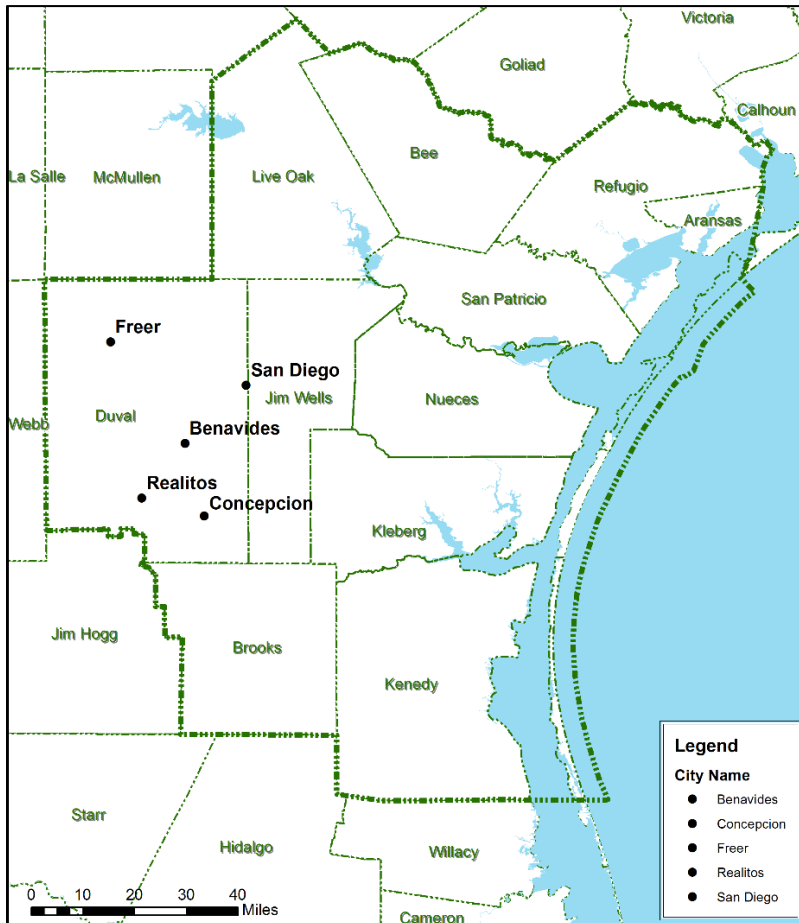 Victoria
Goliad
Calhoun
Bee
La Salle
McMullen
Live Oak
Refugio
Aransas
San Patricio
Freer
San Diego
Jim Wells
Nueces
Webb
Duval
Benavides
Realitos
Concepcion
Kleberg
Jim Hogg
Brooks
Kenedy
Legend
City Name
Benavides
Concepcion
Freer
Realitos
San Diego
Starr
Hidalgo
Willacy
Cameron
0 10 20 30 40
Miles